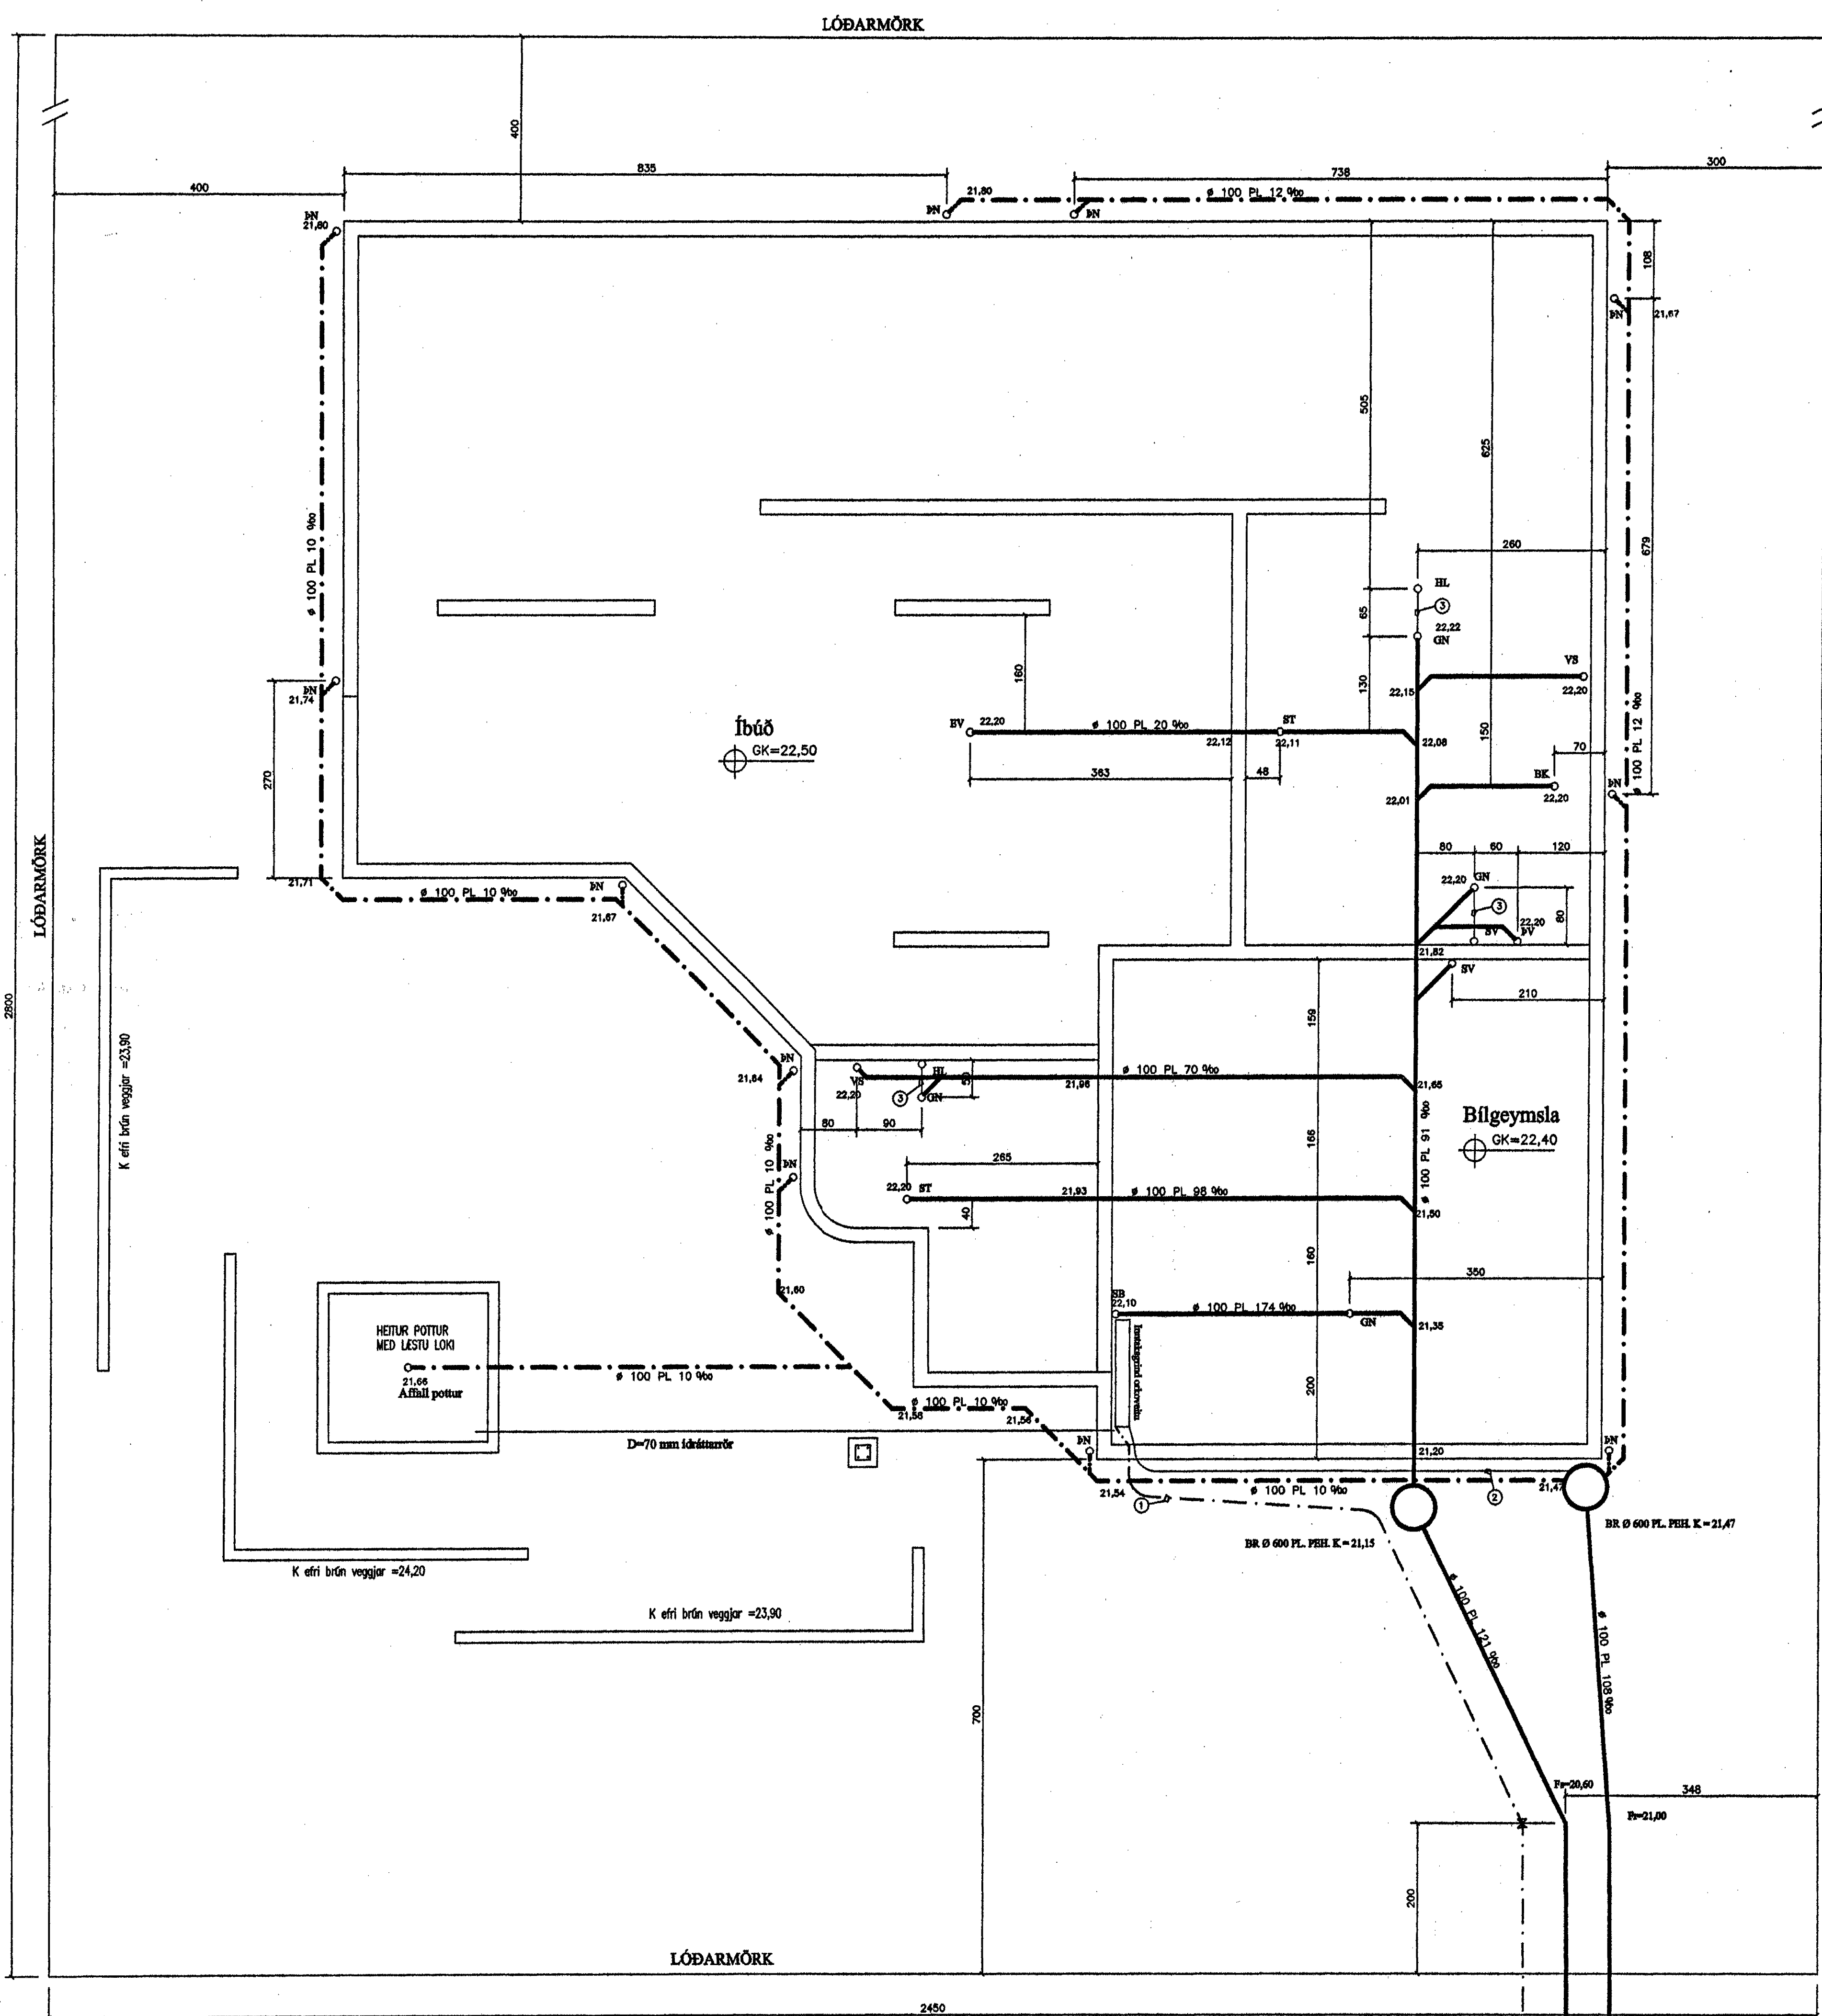 LÓÐARMÖRK
400
835
738
300
400
21,80
ø 100 PL 12 ‰
ÞN
ÞN
ÞN
21,80
108
ÞN
21,67
505
625
ø 100 PL 10 ‰
260
679
HL
3
65
22,22
GN
VS
160
130
22,15
22,20
ÞN
21,74
Íbúð
GK=22,50
BV
22,20
ø 100 PL 20 ‰
ST
22,12
22,11
22,08
150
70
ø 100 PL 12 ‰
363
48
270
BK
22,01
22,20
ÞN
LÓÐARMÖRK
80
60
120
22,20
GN
3
22,20
80
SV
ÞV
21,71
ø 100 PL 10 ‰
ÞN
21,67
21,82
SV
210
2800
159
K efri brún veggjar =23,90
ÞN
21,64
VS
22,20
HL
50
3
GN
21,96
ø 100 PL 70 ‰
21,65
80
90
Bílgeymsla
GK=22,40
ø 100 PL 91 ‰
166
ø 100 PL 10 ‰
ÞN
265
22,20
ST
21,93
ø 100 PL 98 ‰
21,50
40
160
350
21,60
SB
22,10
ø 100 PL 174 ‰
GN
21,35
HEITUR POTTUR
MED LÆSTU LOKI
21,66
Affall pottur
ø 100 PL 10 ‰
200
ø 100 PL 10 ‰
21,58
21,56
D=70 mm ídráttarrör
ÞN
21,20
ÞN
21,54
1
ø 100 PL 10 ‰
2
21,47
BR Ø 600 PL. PEH. K = 21,15
BR Ø 600 PL. PEH. K = 21,47
K efri brún veggjar =24,20
K efri brún veggjar =23,90
ø 100 PL 121 ‰
ø 100 PL 108 ‰
700
Fr=20,60
348
Fr=21,00
200
LÓÐARMÖRK
2450